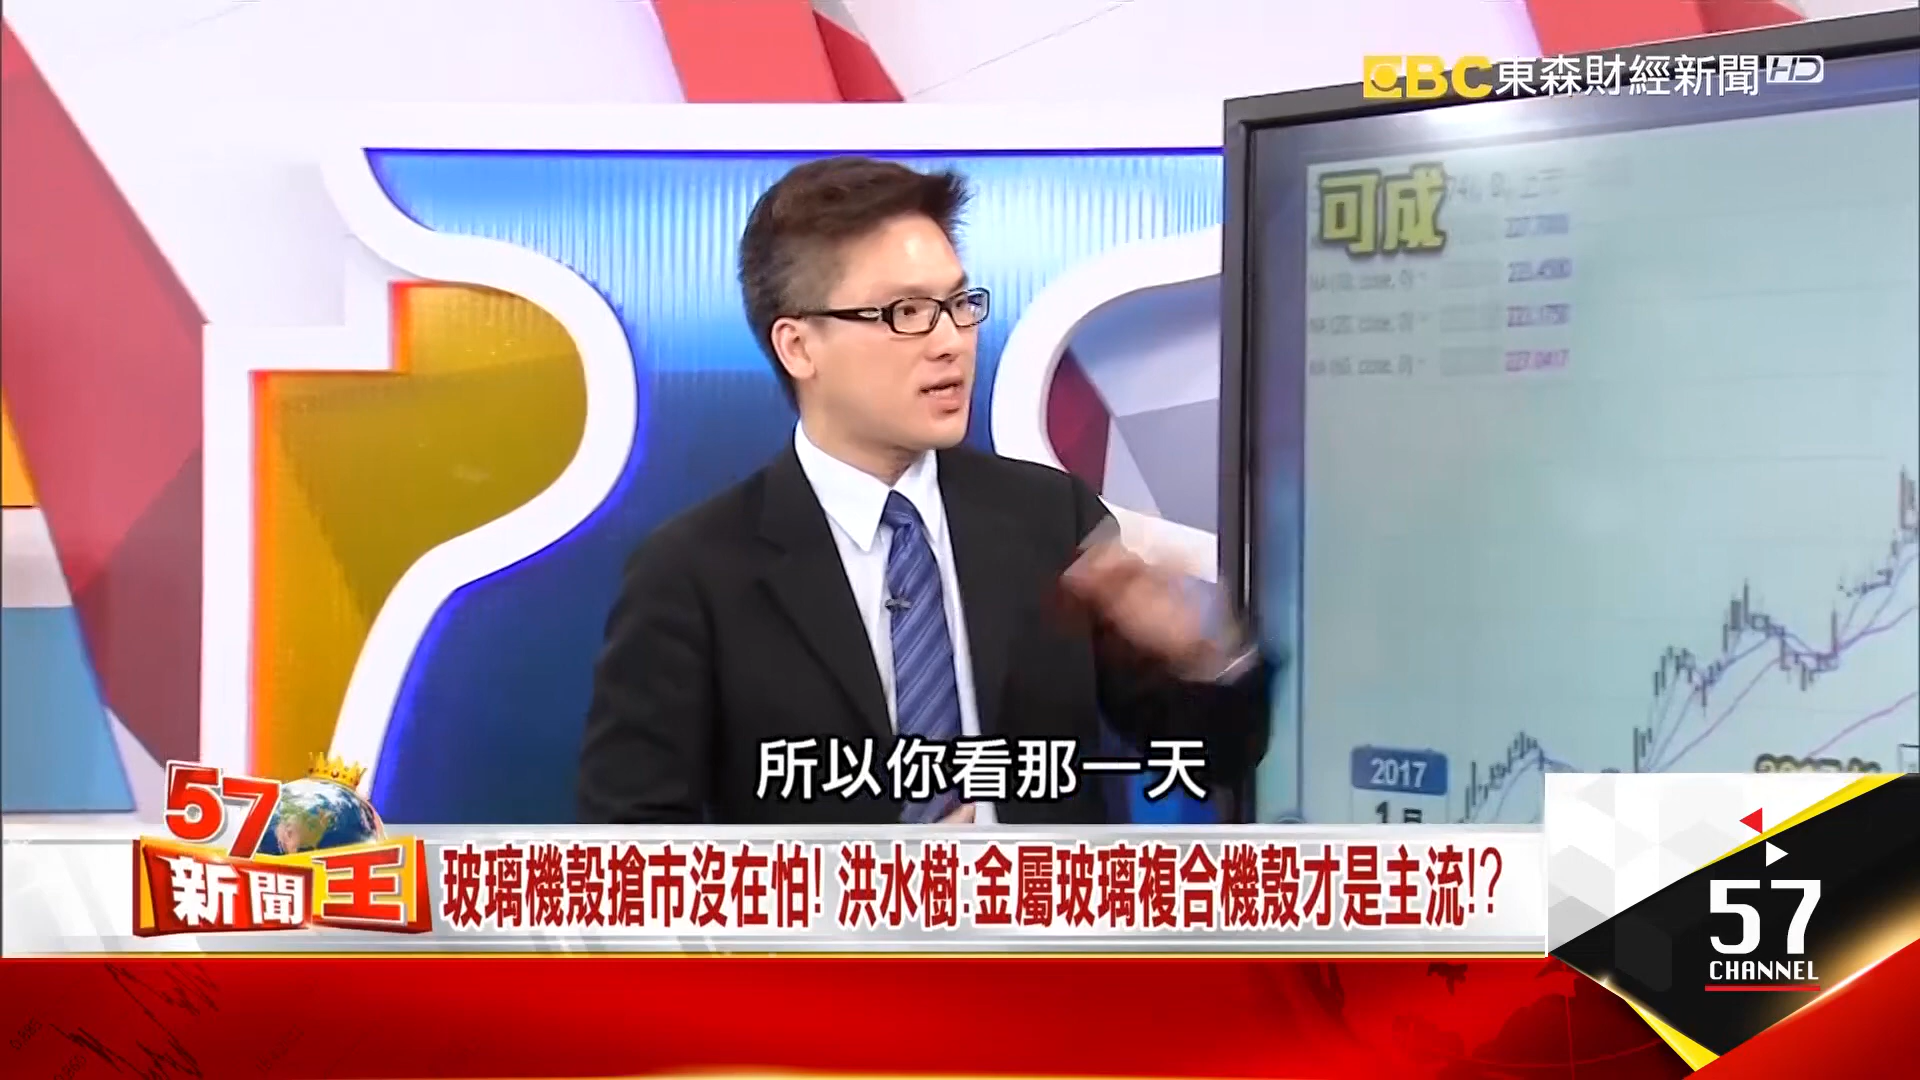 EBC東森財經新聞HD
可成
227.0417
所以你看那一天
2017
57
新聞王
玻璃機殼搶市沒在怕! 洪水樹:金屬玻璃複合機殼才是主流!?
57
CHANNEL